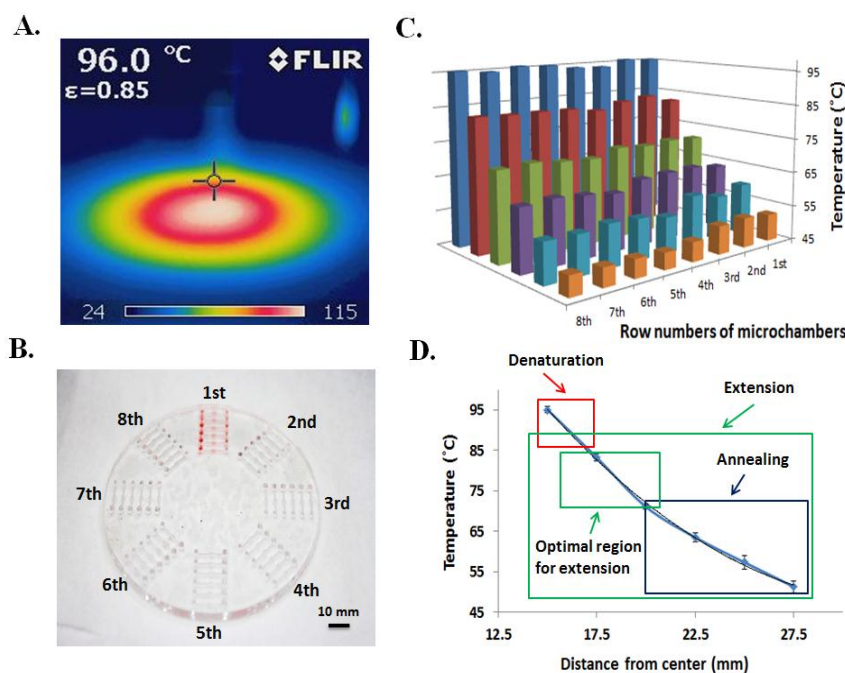 A.
96.0 °C
FLIR
ε=0.85
24
115
B.
1st
2nd
3rd
4th
5th
6th
7th
8th
10 mm
C.
95
85
75
65
55
45
Temperature (°C)
1st
2nd
3rd
4th
5th
6th
7th
8th
Row numbers of microchambers
D.
Denaturation
Extension
Annealing
Optimal region
for extension
95
85
75
65
55
45
Temperature (°C)
12.5
17.5
22.5
27.5
Distance from center (mm)